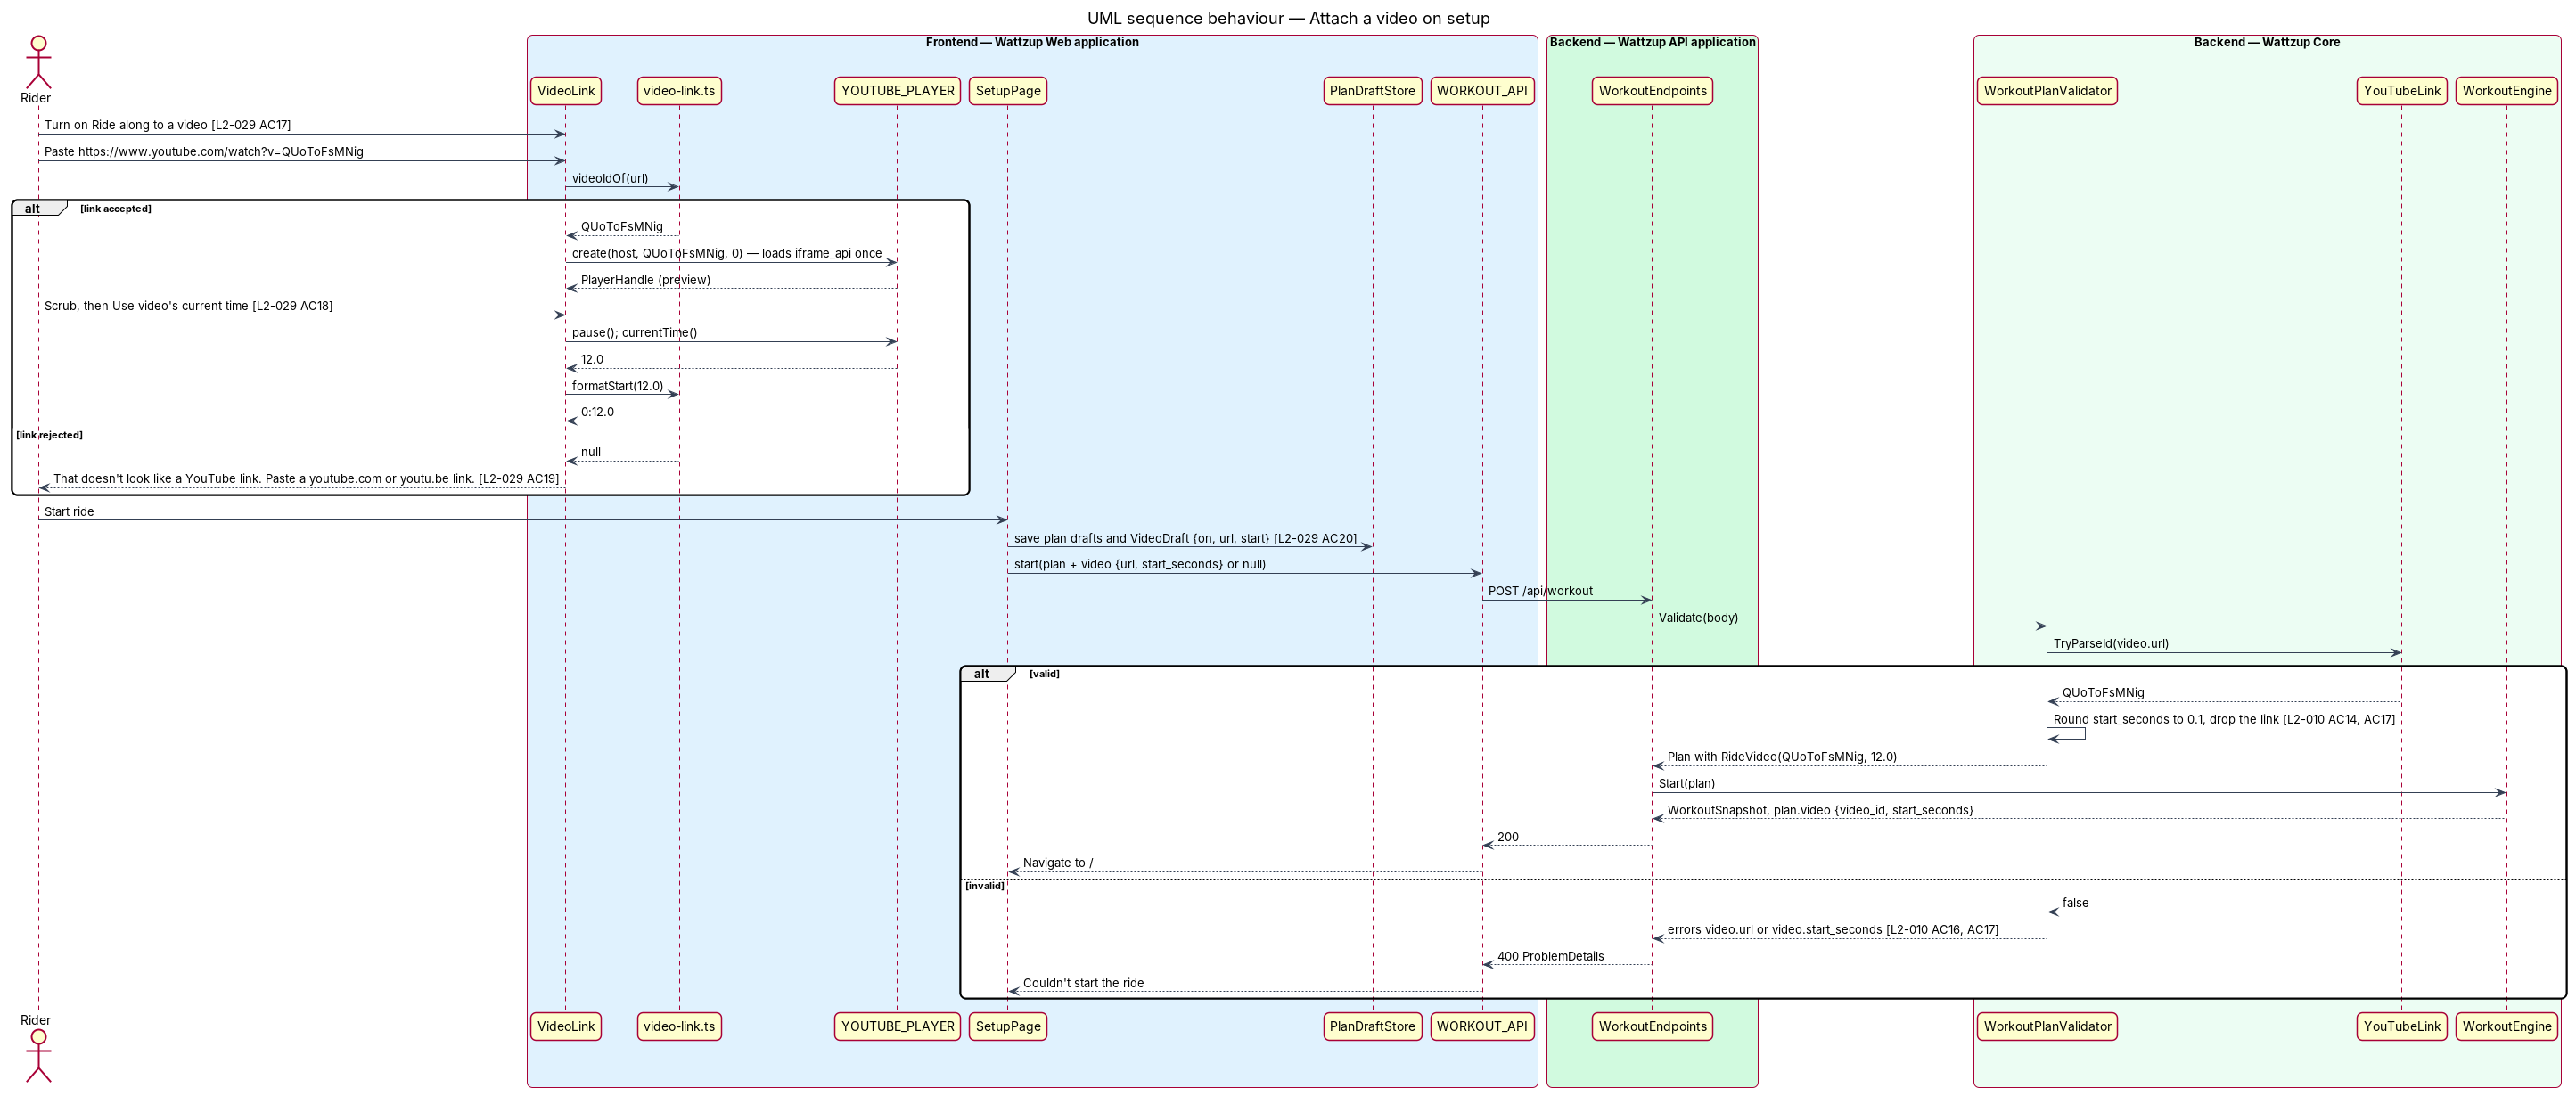 UML sequence behaviour — Attach a video on setup
Frontend — Wattzup Web application
Backend — Wattzup API application
Backend — Wattzup Core
Rider
VideoLink
video-link.ts
YOUTUBE_PLAYER
SetupPage
PlanDraftStore
WORKOUT_API
WorkoutEndpoints
WorkoutPlanValidator
YouTubeLink
WorkoutEngine
Turn on Ride along to a video [L2-029 AC17]
Paste https://www.youtube.com/watch?v=QUoToFsMNig
videoIdOf(url)
alt [link accepted]
QUoToFsMNig
create(host, QUoToFsMNig, 0) — loads iframe_api once
PlayerHandle (preview)
Scrub, then Use video's current time [L2-029 AC18]
pause(); currentTime()
12.0
formatStart(12.0)
0:12.0
[link rejected]
null
That doesn't look like a YouTube link. Paste a youtube.com or youtu.be link. [L2-029 AC19]
Start ride
save plan drafts and VideoDraft {on, url, start} [L2-029 AC20]
start(plan + video {url, start_seconds} or null)
POST /api/workout
Validate(body)
TryParseId(video.url)
alt [valid]
QUoToFsMNig
Round start_seconds to 0.1, drop the link [L2-010 AC14, AC17]
Plan with RideVideo(QUoToFsMNig, 12.0)
Start(plan)
WorkoutSnapshot, plan.video {video_id, start_seconds}
200
Navigate to /
[invalid]
false
errors video.url or video.start_seconds [L2-010 AC16, AC17]
400 ProblemDetails
Couldn't start the ride
Rider
VideoLink
video-link.ts
YOUTUBE_PLAYER
SetupPage
PlanDraftStore
WORKOUT_API
WorkoutEndpoints
WorkoutPlanValidator
YouTubeLink
WorkoutEngine